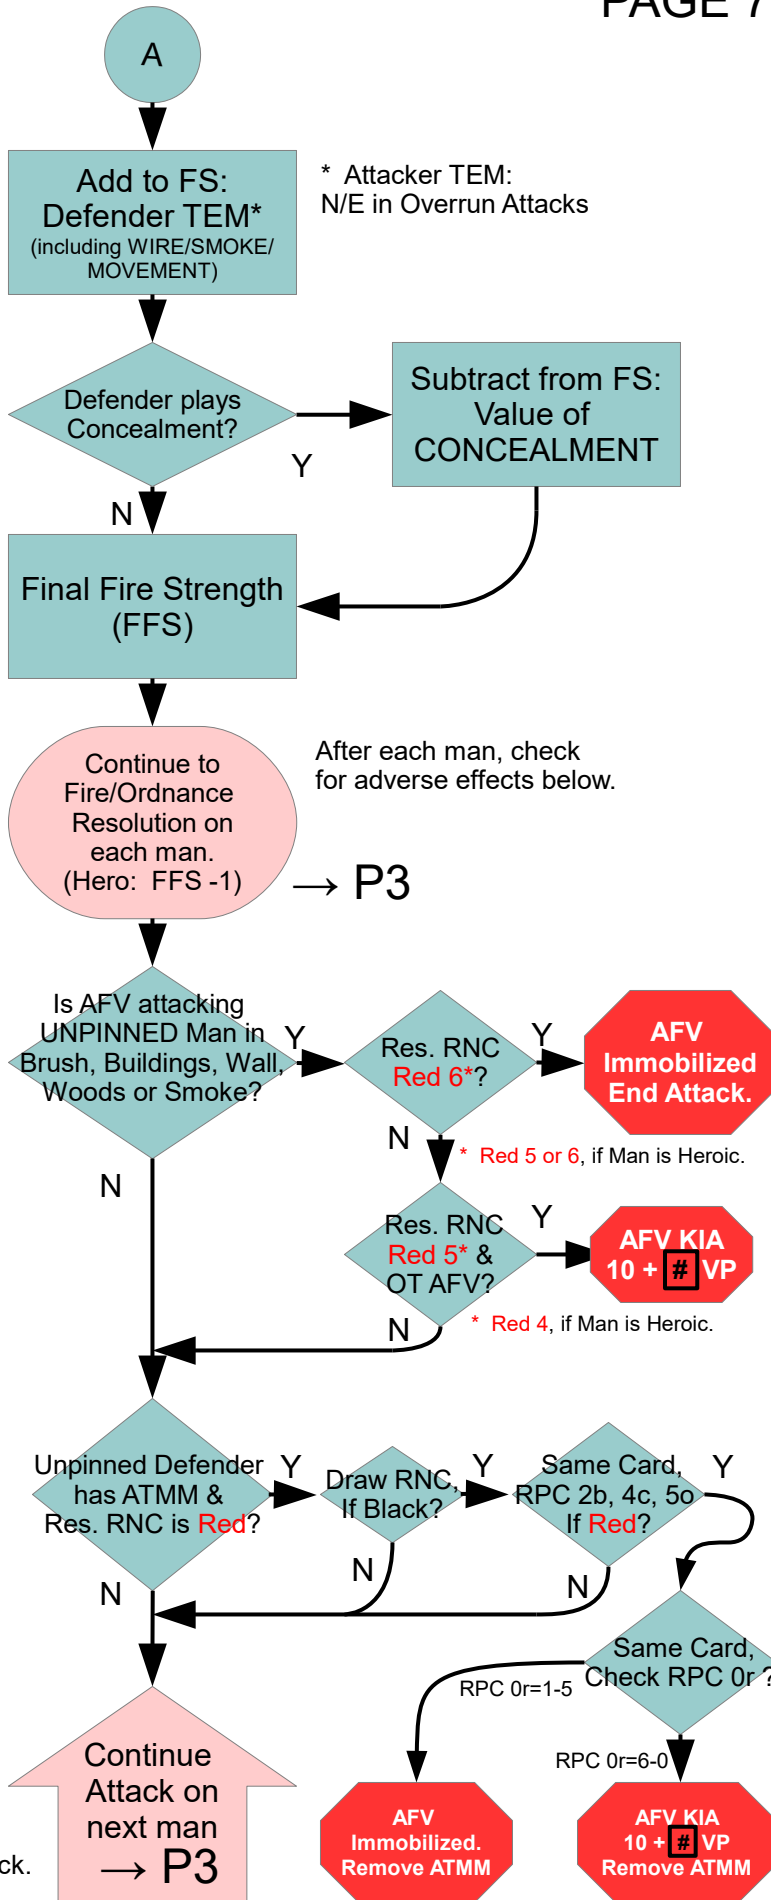 PAGE 7
A
Add to FS:
Defender TEM*
(including WIRE/SMOKE/
MOVEMENT)
* Attacker TEM:
N/E in Overrun Attacks
Defender plays
Concealment?
Y
N
Subtract from FS:
Value of
CONCEALMENT
Final Fire Strength
(FFS)
Continue to
Fire/Ordnance
Resolution on
each man.
(Hero: FFS -1)
After each man, check
for adverse effects below.
→ P3
Is AFV attacking
UNPINNED Man in
Brush, Buildings, Wall,
Woods or Smoke?
Y
N
Res. RNC
Red 6*?
Y
N
AFV
Immobilized
End Attack.
* Red 5 or 6, if Man is Heroic.
Res. RNC
Red 5* &
OT AFV?
Y
N
AFV KIA
10 + # VP
* Red 4, if Man is Heroic.
Unpinned Defender
has ATMM &
Res. RNC is Red?
Y
N
Draw RNC,
If Black?
Y
N
Same Card,
RPC 2b, 4c, 5o
If Red?
Y
N
Same Card,
Check RPC 0r ?
RPC 0r=1-5
RPC 0r=6-0
Continue
Attack on
next man
→ P3
AFV
Immobilized.
Remove ATMM
AFV KIA
10 + # VP
Remove ATMM
ck.